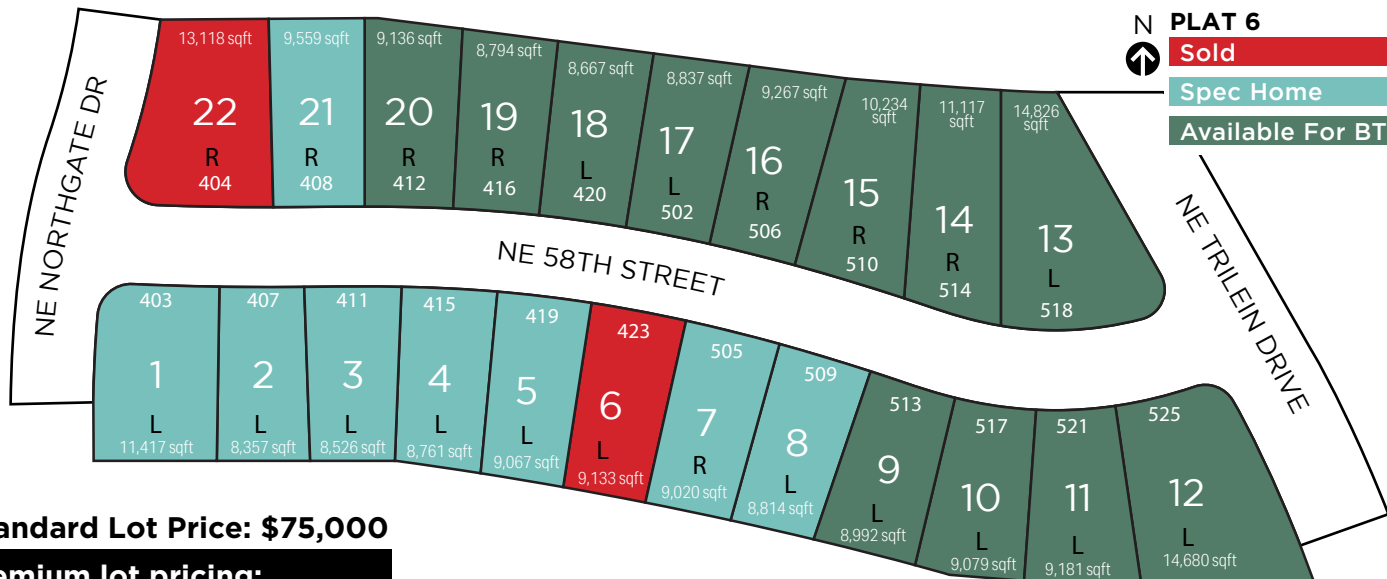 N
PLAT 6
Sold
Spec Home
Available For BT
NE NORTHGATE DR
13,118 sqft
22
R
404
9,559 sqft
21
R
408
9,136 sqft
20
R
412
8,794 sqft
19
R
416
8,667 sqft
18
L
420
8,837 sqft
17
L
502
9,267 sqft
16
R
506
10,234
sqft
15
R
510
11,117
sqft
14
R
514
14,826
sqft
13
L
518
NE TRILEIN DRIVE
NE 58TH STREET
403
1
L
11,417 sqft
407
2
L
8,357 sqft
411
3
L
8,526 sqft
415
4
L
8,761 sqft
419
5
L
9,067 sqft
423
6
L
9,133 sqft
505
7
R
9,020 sqft
509
8
L
8,814 sqft
513
9
L
8,992 sqft
517
10
L
9,079 sqft
521
11
L
9,181 sqft
525
12
L
14,680 sqft
andard Lot Price: $75,000
emium lot pricing: